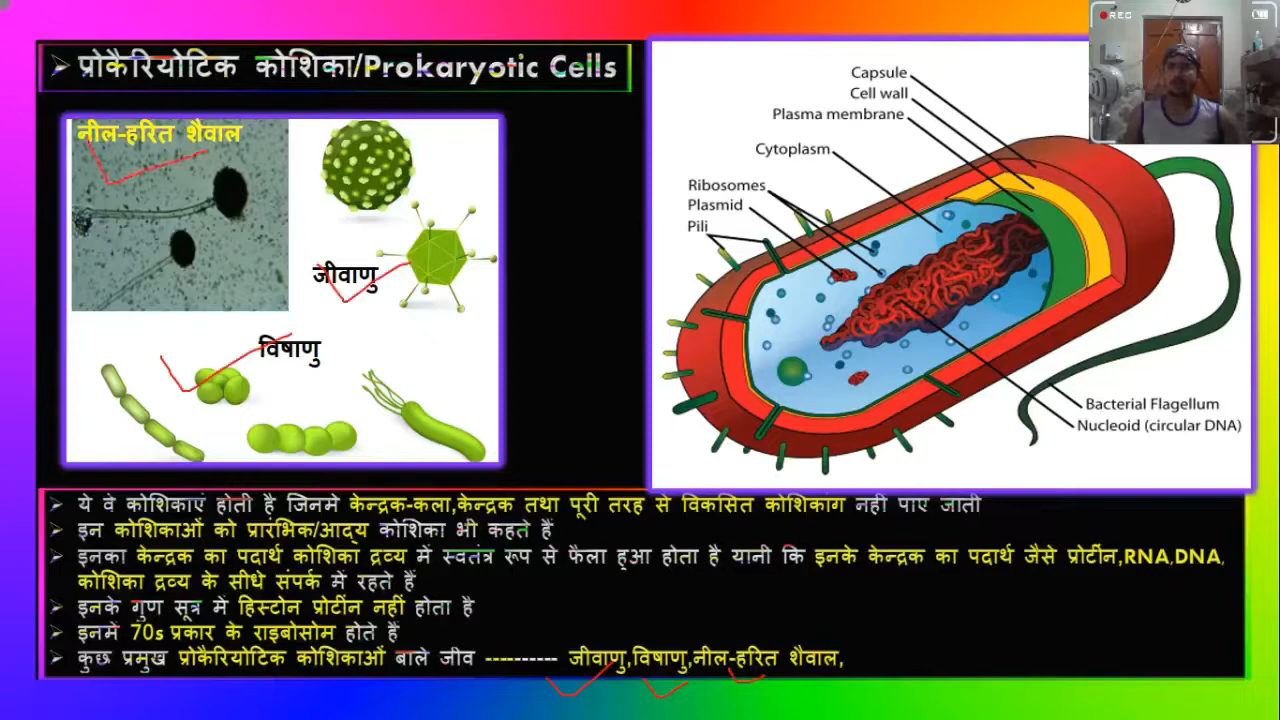 REC
प्रोकैरियोटिक कोशिका/Prokaryotic Cells
नील-हरित शैवाल
जीवाणु
विषाणु
Capsule
Cell wall
Plasma membrane
Cytoplasm
Ribosomes
Plasmid
Pili
Bacterial Flagellum
Nucleoid (circular DNA)
ये वे कोशिकाएं होती है जिनमे केन्द्रक-कला,केन्द्रक तथा पूरी तरह से विकसित कोशिकांग नहीं पाए जाती
इन कोशिकाओं को प्रारंभिक/आद्य कोशिका भी कहते हैं
इनका केन्द्रक का पदार्थ कोशिका द्रव्य में स्वतंत्र रूप से फैला हुआ होता है यानी कि इनके केन्द्रक का पदार्थ जैसे प्रोटीन,RNA,DNA,
कोशिका द्रव्य के सीधे संपर्क में रहते हैं
इनके गुण सूत्र में हिस्टोन प्रोटीन नहीं होता है
इनमें 70s प्रकार के राइबोसोम होते हैं
कुछ प्रमुख प्रोकैरियोटिक कोशिकाओं बाले जीव ---------- जीवाणु,विषाणु,नील-हरित शैवाल,